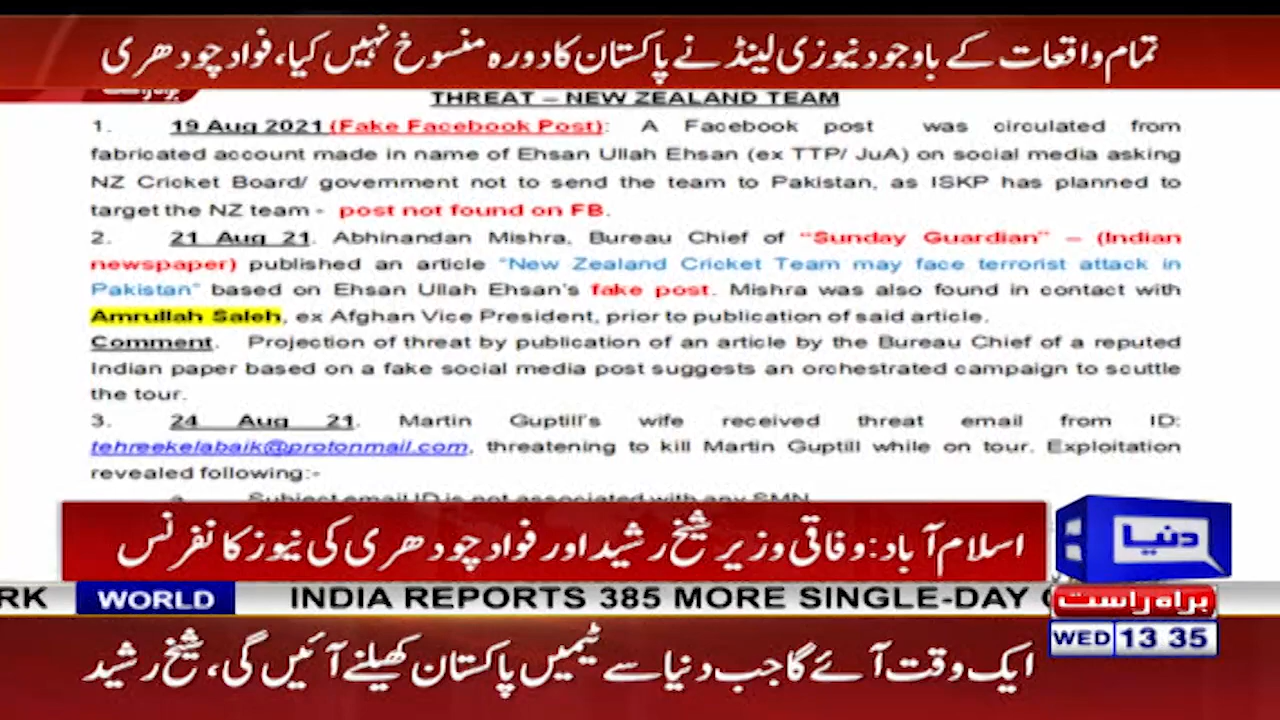 تمام واقعات کے باوجود نیوزی لینڈ نے پاکستان کا دورہ منسوخ نہیں کیا، فواد چودھری
THREAT – NEW ZEALAND TEAM
1. 19 Aug 2021 (Fake Facebook Post): A Facebook post was circulated from
fabricated account made in name of Ehsan Ullah Ehsan (ex TTP/ JuA) on social media asking
NZ Cricket Board/ government not to send the team to Pakistan, as ISKP has planned to
target the NZ team - post not found on FB.
2. 21 Aug 21. Abhinandan Mishra, Bureau Chief of “Sunday Guardian” – (Indian
newspaper) published an article “New Zealand Cricket Team may face terrorist attack in
Pakistan” based on Ehsan Ullah Ehsan’s fake post. Mishra was also found in contact with
Amrullah Saleh, ex Afghan Vice President, prior to publication of said article.
Comment. Projection of threat by publication of an article by the Bureau Chief of a reputed
Indian paper based on a fake social media post suggests an orchestrated campaign to scuttle
the tour.
3. 24 Aug 21. Martin Guptill’s wife received threat email from ID:
tehreekelabaik@protonmail.com, threatening to kill Martin Guptill while on tour. Exploitation
revealed following:-
a. Subject email ID is not associated with any SMN
اسلام آباد: وفاقی وزیر شیخ رشید اور فواد چودھری کی نیوز کانفرنس
دنیا
RK WORLD INDIA REPORTS 385 MORE SINGLE-DAY
براہ راست
WED 13 35
ایک وقت آئے گا جب دنیا سے ٹیمیں پاکستان کھیلنے آئیں گی، شیخ رشید